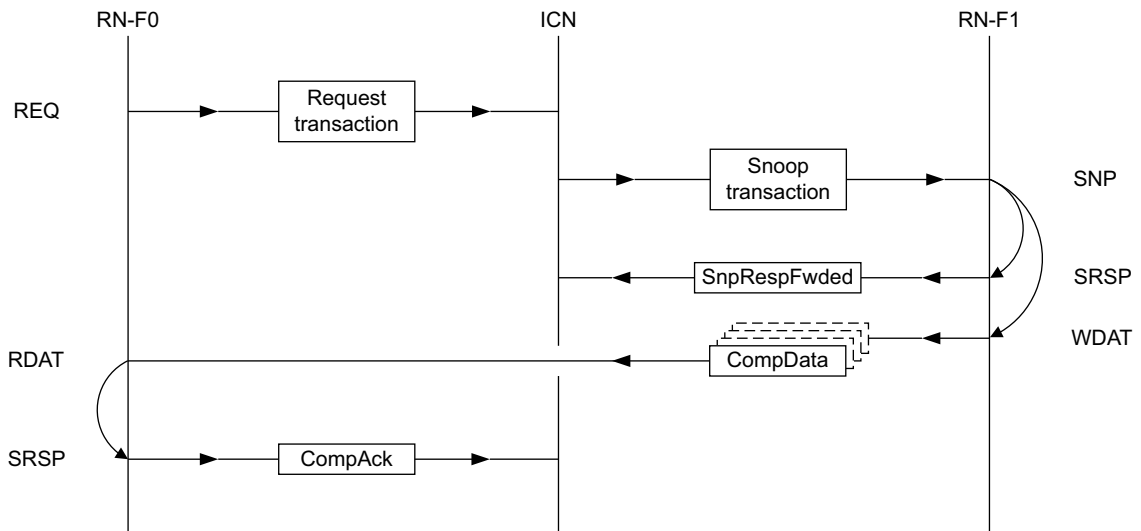 RN-F0
ICN
RN-F1
REQ
Request
transaction
Snoop
transaction
SNP
SnpRespFwded
SRSP
WDAT
RDAT
CompData
SRSP
CompAck